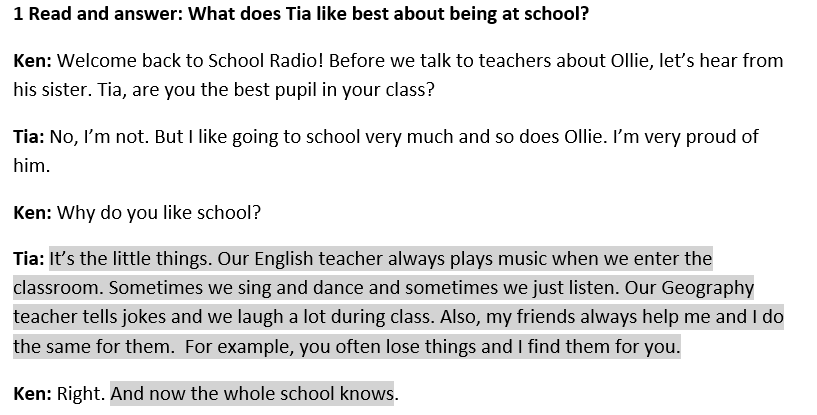 1 Read and answer: What does Tia like best about being at school?
Ken: Welcome back to School Radio! Before we talk to teachers about Ollie, let’s hear from
his sister. Tia, are you the best pupil in your class?
Tia: No, I’m not. But I like going to school very much and so does Ollie. I’m very proud of
him.
Ken: Why do you like school?
Tia: It’s the little things. Our English teacher always plays music when we enter the
classroom. Sometimes we sing and dance and sometimes we just listen. Our Geography
teacher tells jokes and we laugh a lot during class. Also, my friends always help me and I do
the same for them.  For example, you often lose things and I find them for you.
Ken: Right. And now the whole school knows.